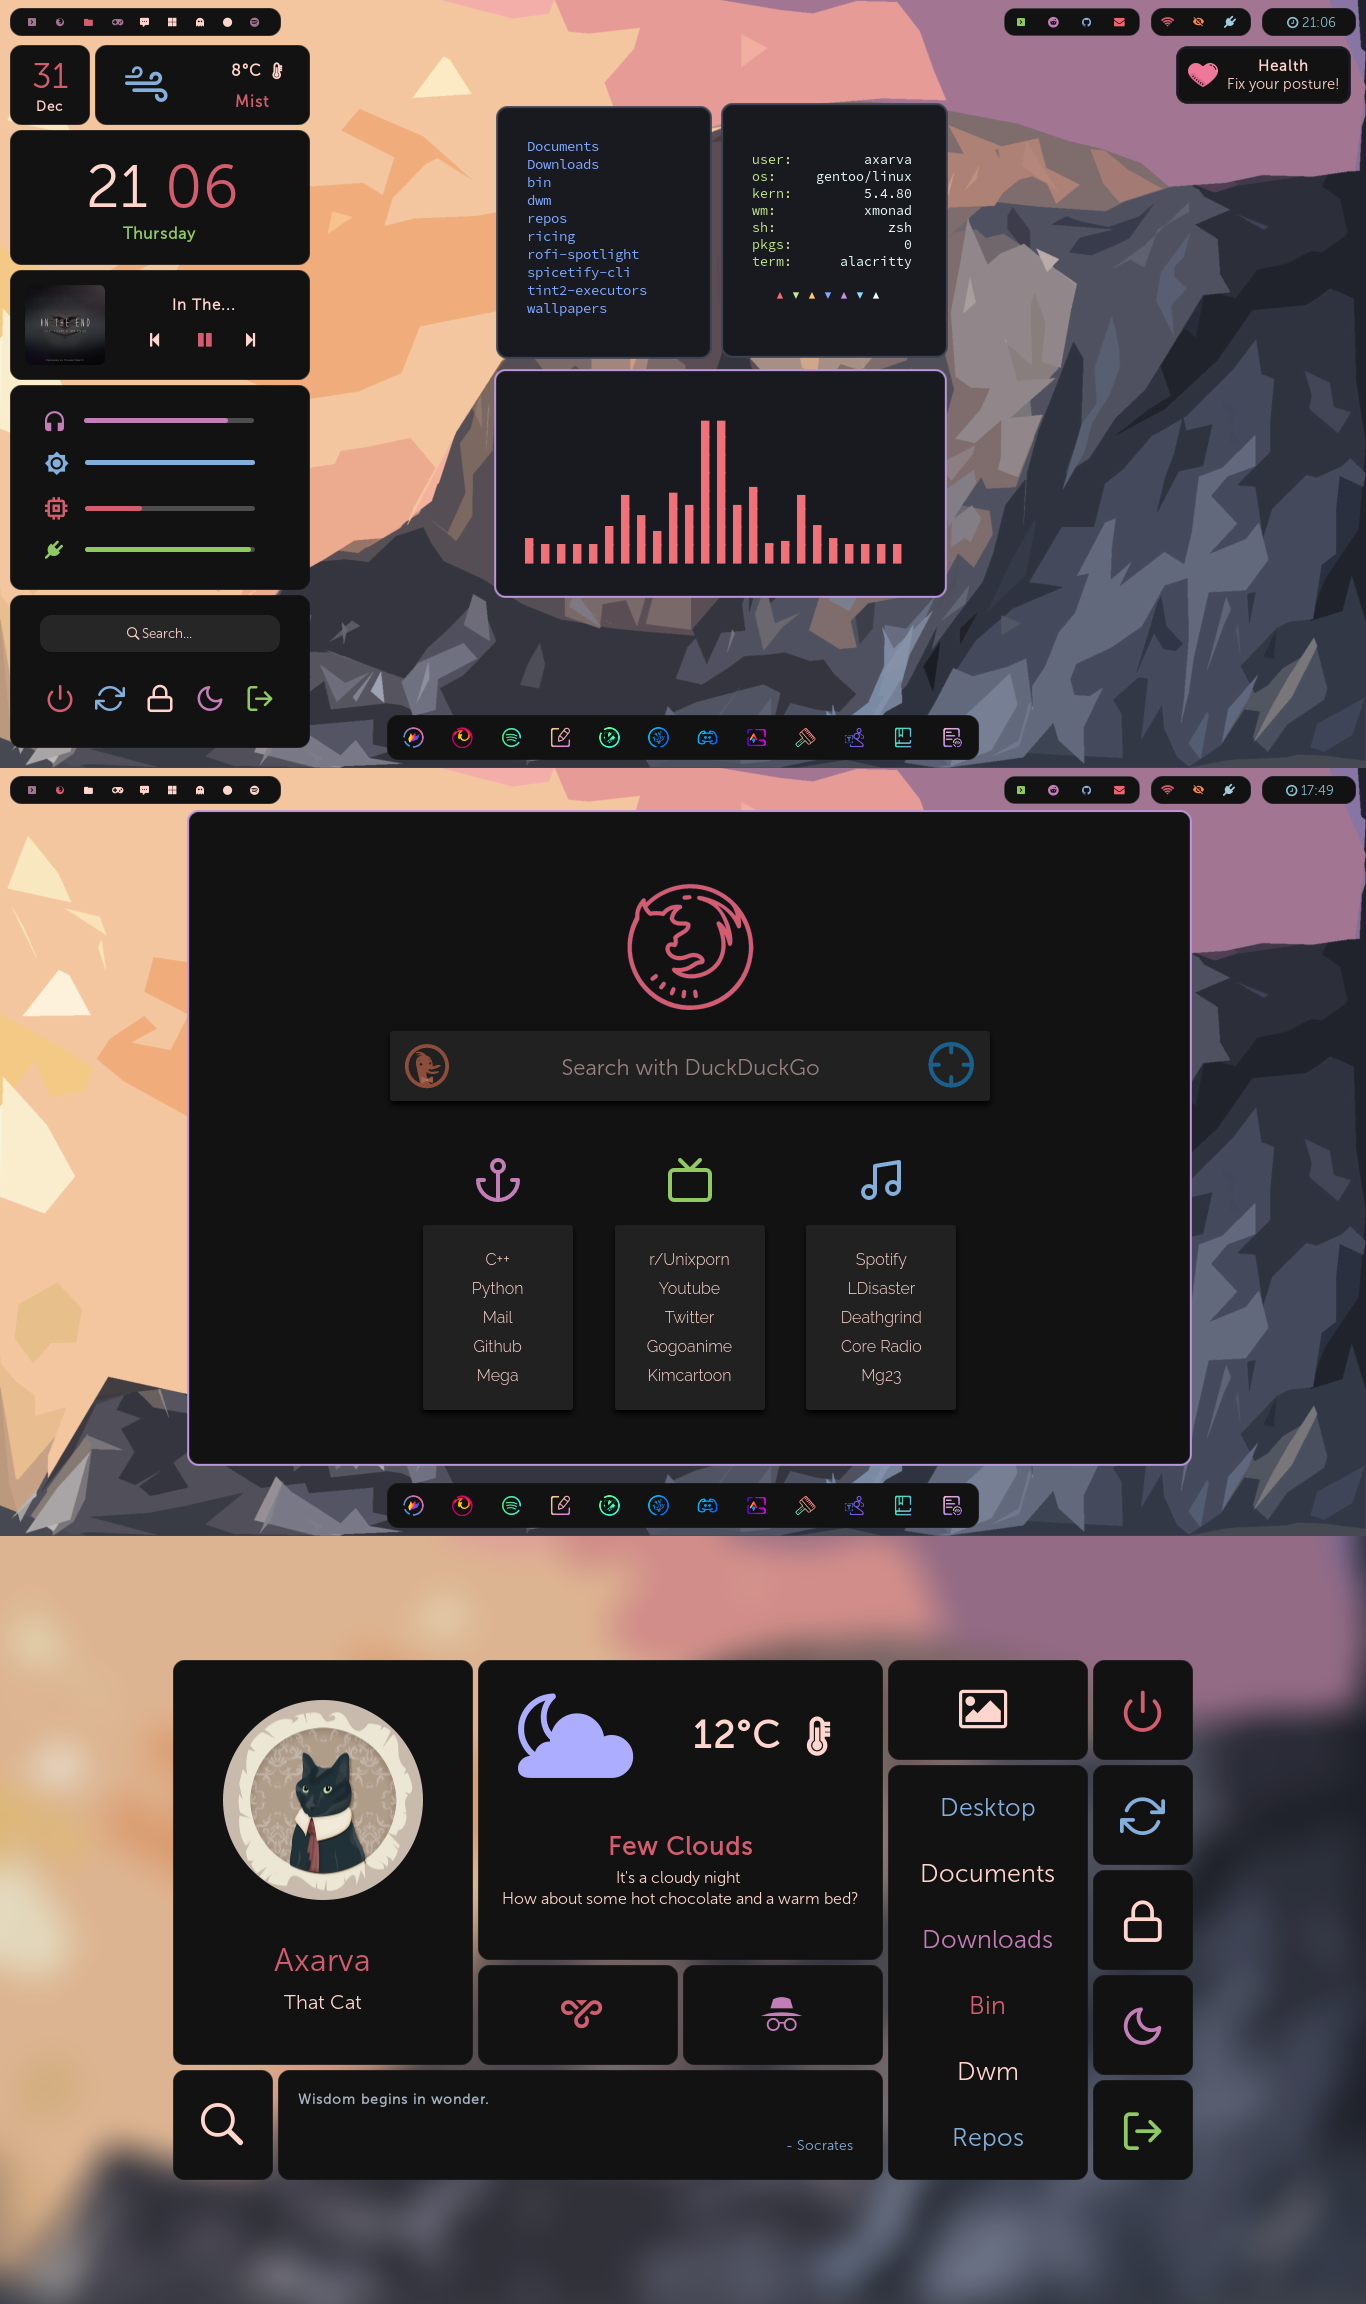 21:06
31
Dec
8°C
Mist
Health
Fix your posture!
21 06
Thursday
In The...
IN THE END
Search...
Documents
Downloads
bin
dwm
repos
ricing
rofi-spotlight
spicetify-cli
tint2-executors
wallpapers
user: axarva
os: gentoo/linux
kern: 5.4.80
wm: xmonad
sh: zsh
pkgs: 0
term: alacritty
17:49
Search with DuckDuckGo
C++
Python
Mail
Github
Mega
r/Unixporn
Youtube
Twitter
Gogoanime
Kimcartoon
Spotify
LDisaster
Deathgrind
Core Radio
Mg23
Axarva
That Cat
12°C
Few Clouds
It's a cloudy night
How about some hot chocolate and a warm bed?
Wisdom begins in wonder.
- Socrates
Desktop
Documents
Downloads
Bin
Dwm
Repos